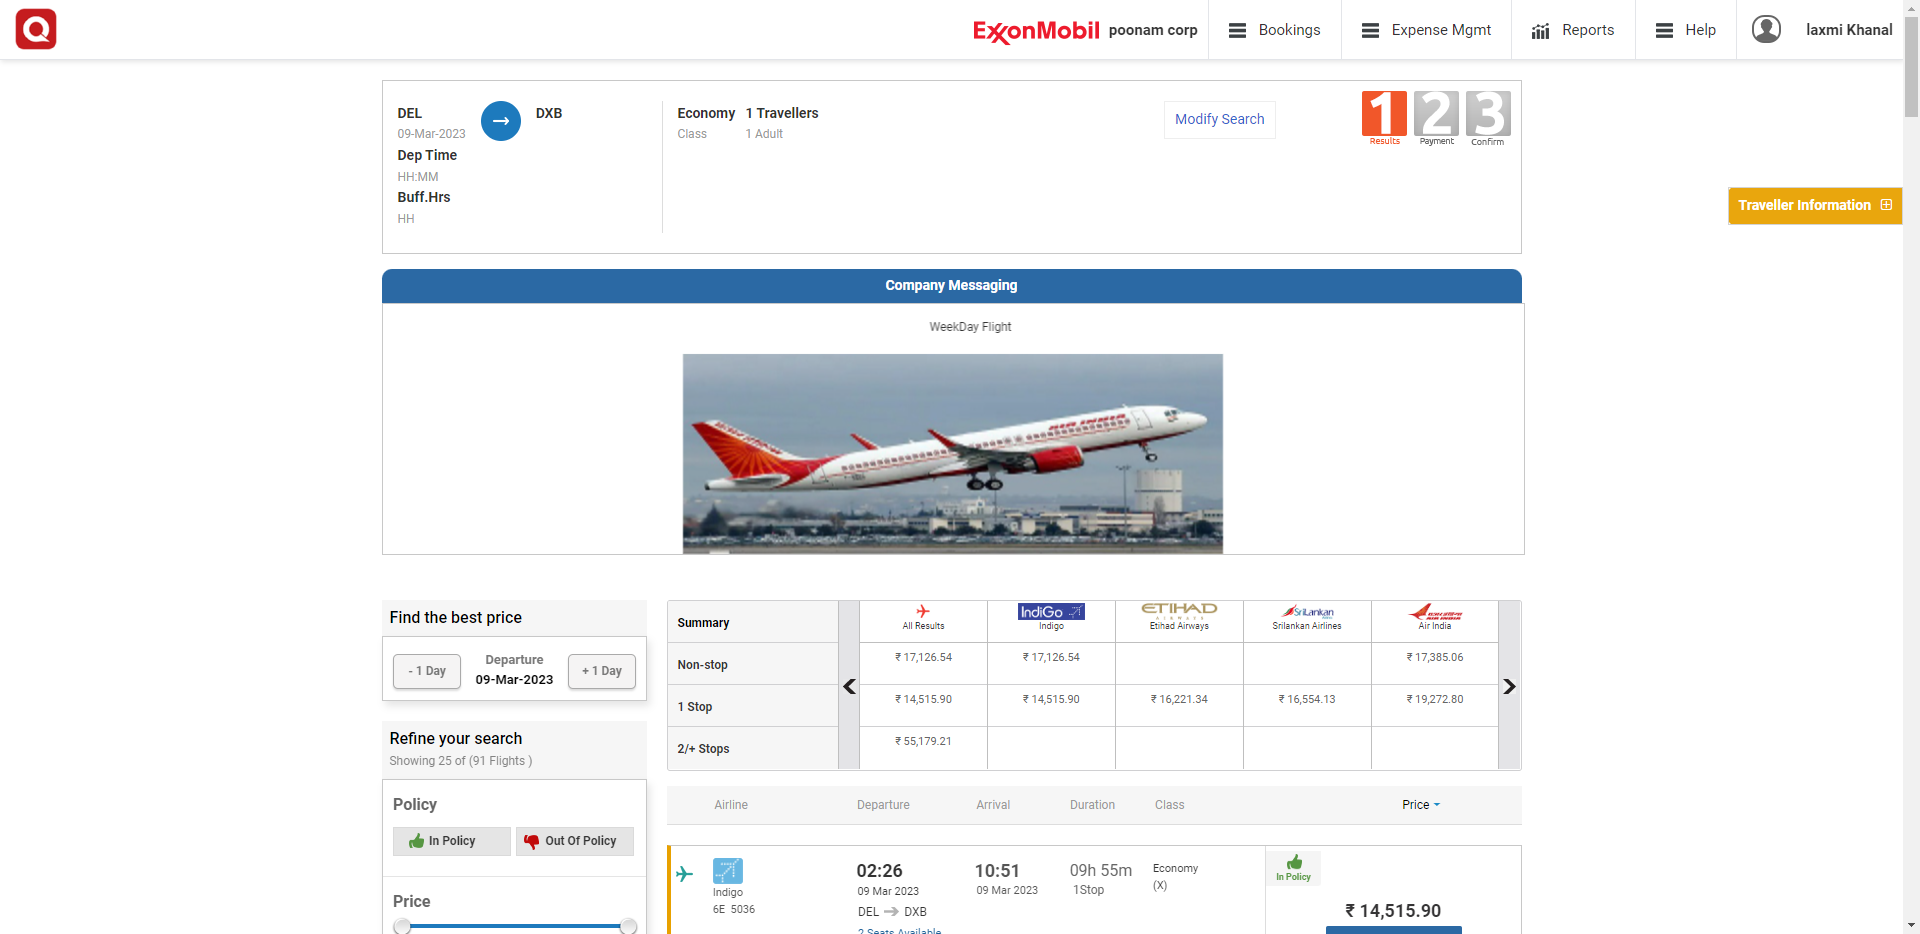 ExxonMobil poonam corp
Bookings
Expense Mgmt
Reports
Help
laxmi Khanal
DEL
09-Mar-2023
DXB
Dep Time
HH:MM
Buff.Hrs
HH
Economy
Class
1 Travellers
1 Adult
Modify Search
1
Results
2
Payment
3
Confirm
Traveller Information
Company Messaging
WeekDay Flight
AIR INDIA
Find the best price
- 1 Day
Departure
09-Mar-2023
+ 1 Day
Refine your search
Showing 25 of (91 Flights )
Policy
In Policy
Out Of Policy
Price
Summary
All Results
IndiGo
Indigo
ETIHAD
AIRWAYS
Etihad Airways
SriLankan
Srilankan Airlines
AIR INDIA
Air India
Non-stop
₹ 17,126.54
₹ 17,126.54
₹ 17,385.06
1 Stop
₹ 14,515.90
₹ 14,515.90
₹ 16,221.34
₹ 16,554.13
₹ 19,272.80
2/+ Stops
₹ 55,179.21
Airline
Departure
Arrival
Duration
Class
Price
Indigo
6E 5036
02:26
09 Mar 2023
DEL
DXB
2 Seats Available
10:51
09 Mar 2023
09h 55m
1Stop
Economy
(X)
In Policy
₹ 14,515.90